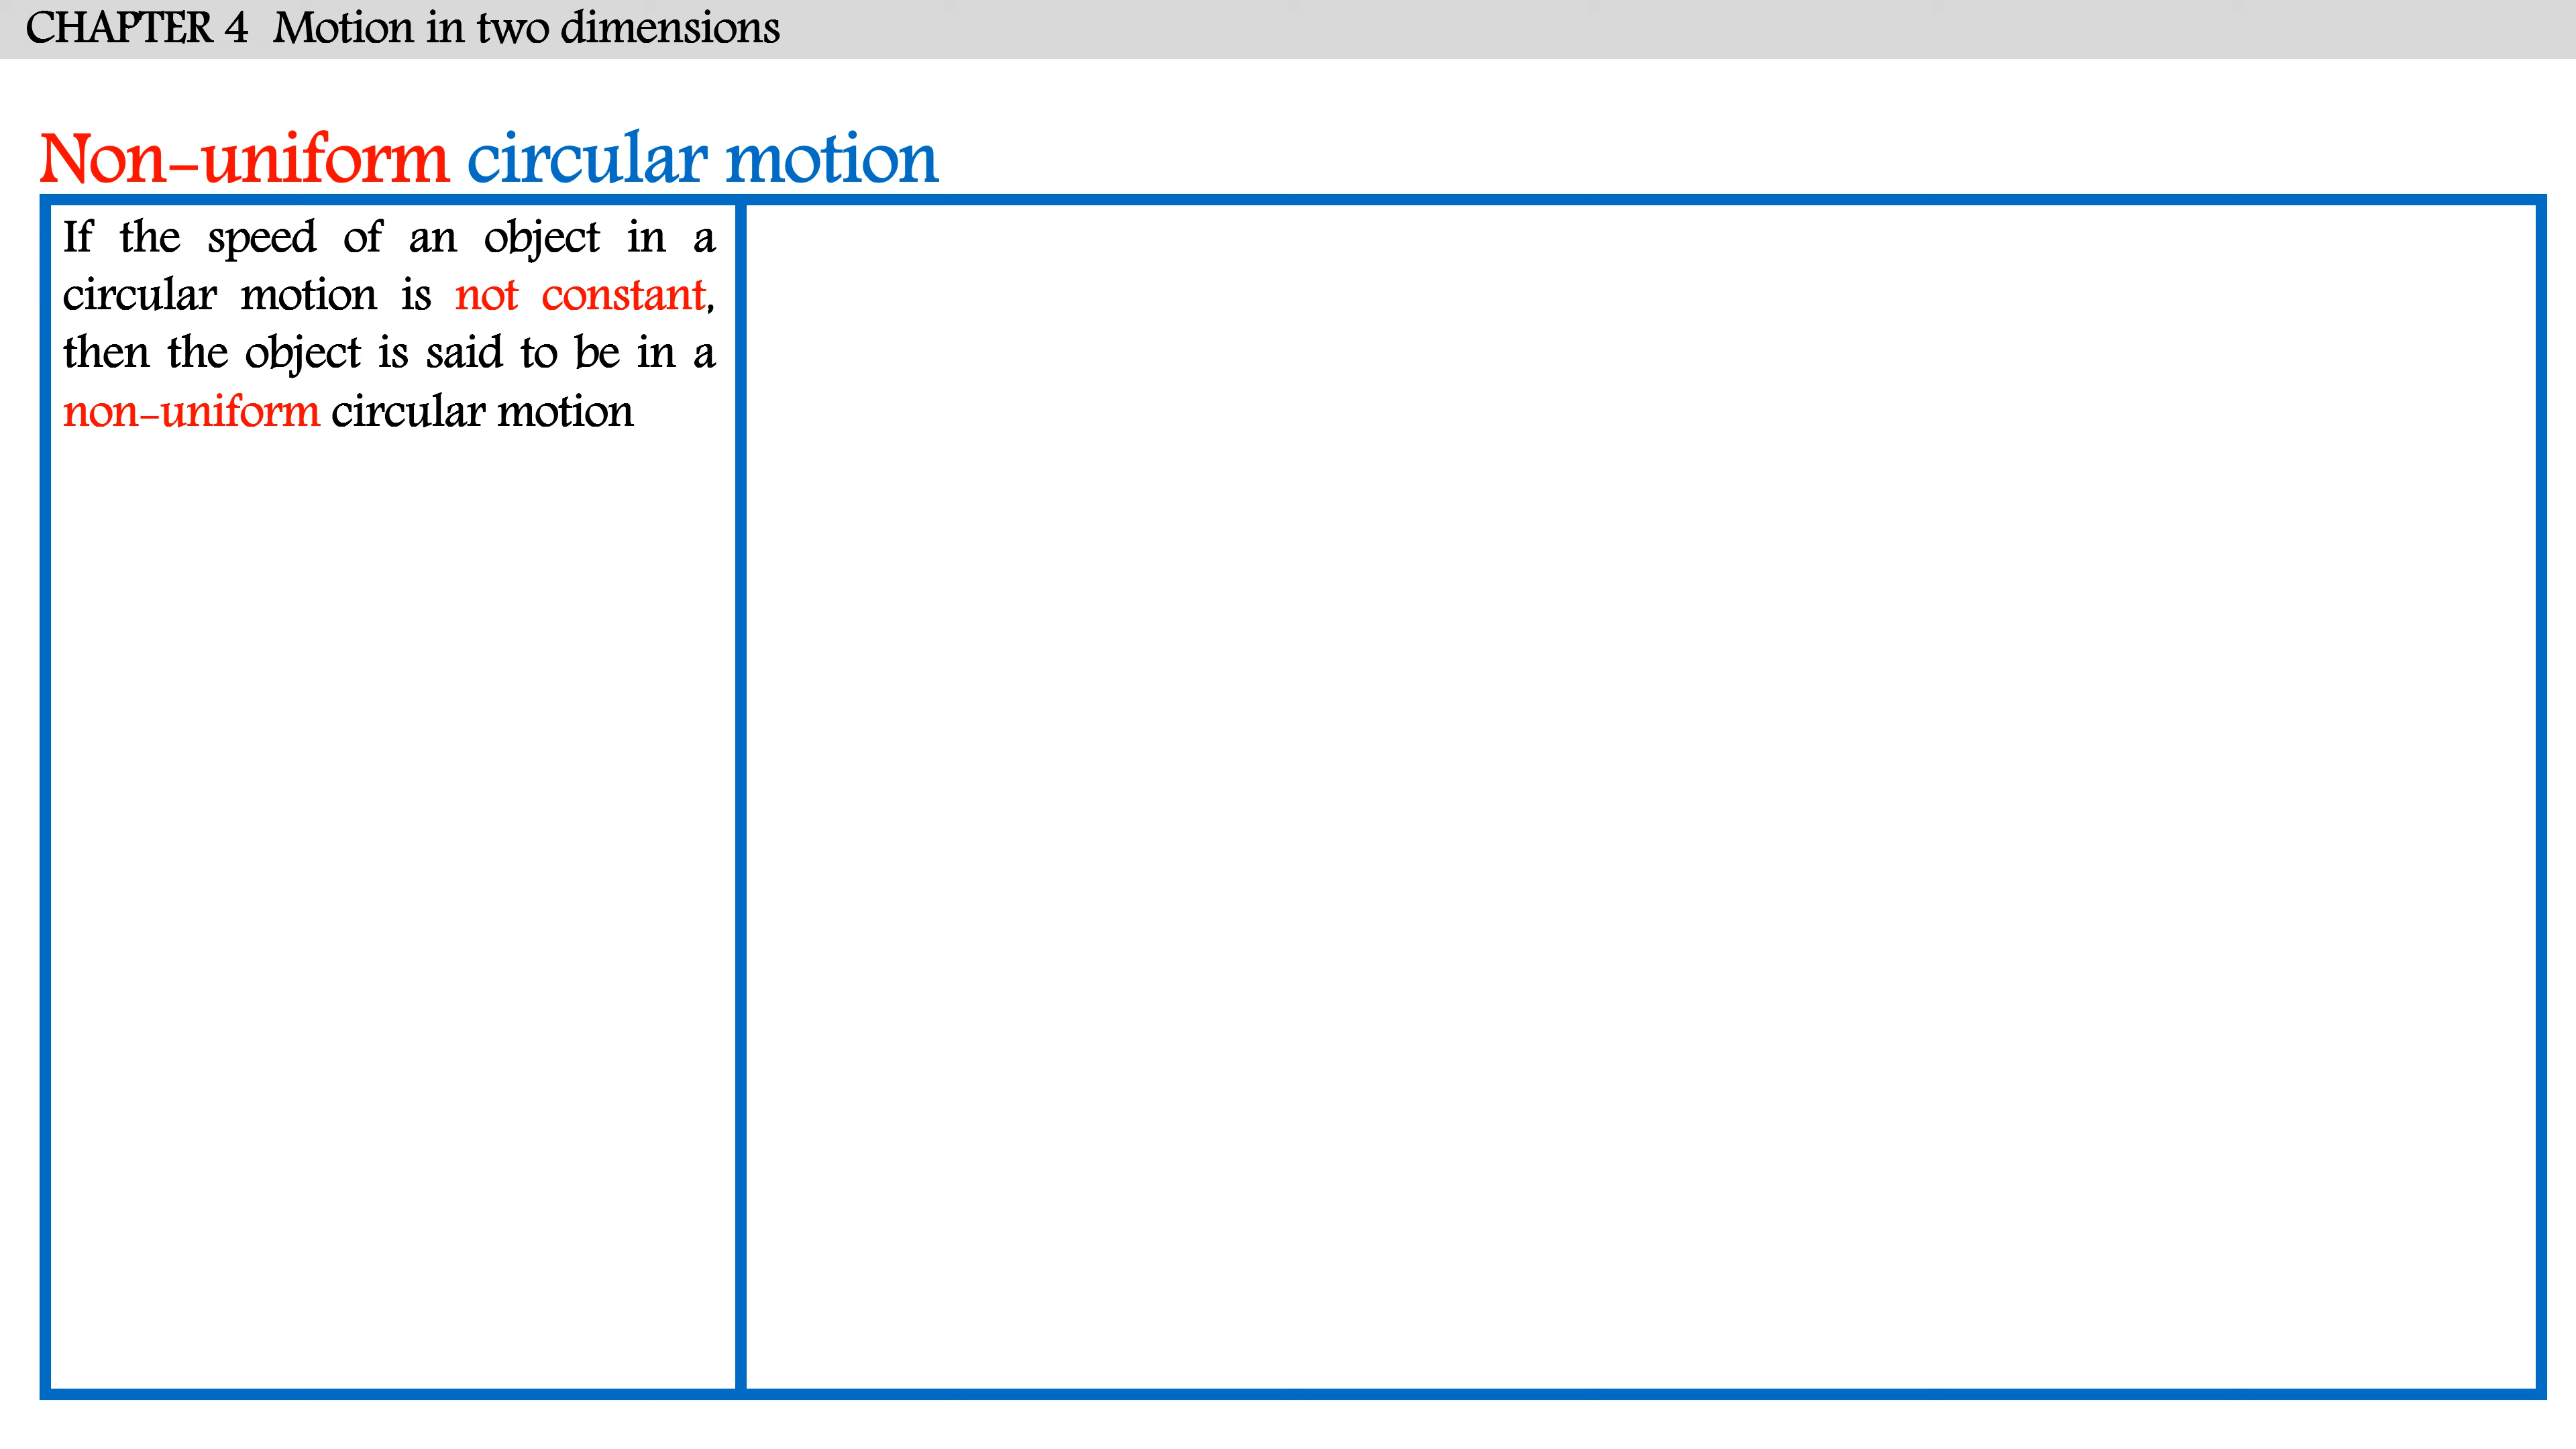 CHAPTER 4 Motion in two dimensions
Non-uniform circular motion
If the speed of an object in a
circular motion is not constant,
then the object is said to be in a
non-uniform circular motion